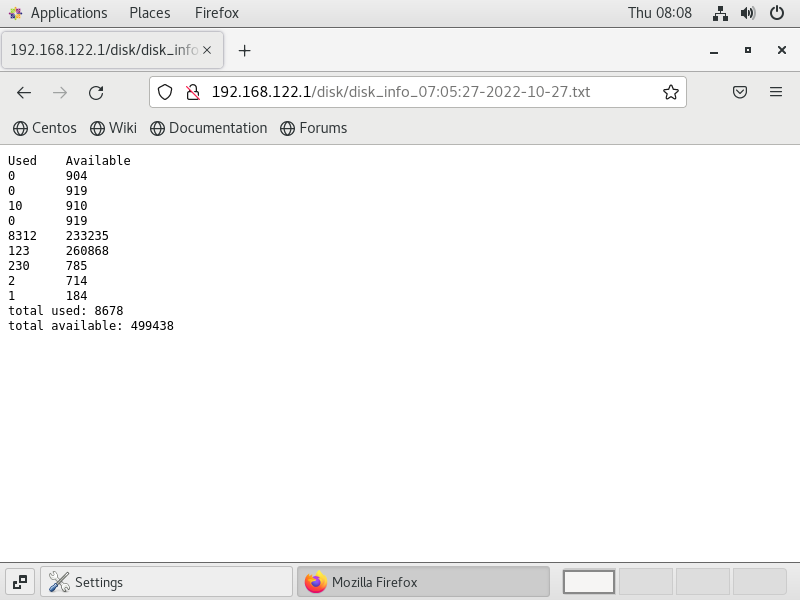 Applications Places Firefox Thu 08:08
192.168.122.1/disk/disk_info
192.168.122.1/disk/disk_info_07:05:27-2022-10-27.txt
Centos Wiki Documentation Forums
Used Available
0 904
0 919
10 910
0 919
8312 233235
123 260868
230 785
2 714
1 184
total used: 8678
total available: 499438
Settings Mozilla Firefox